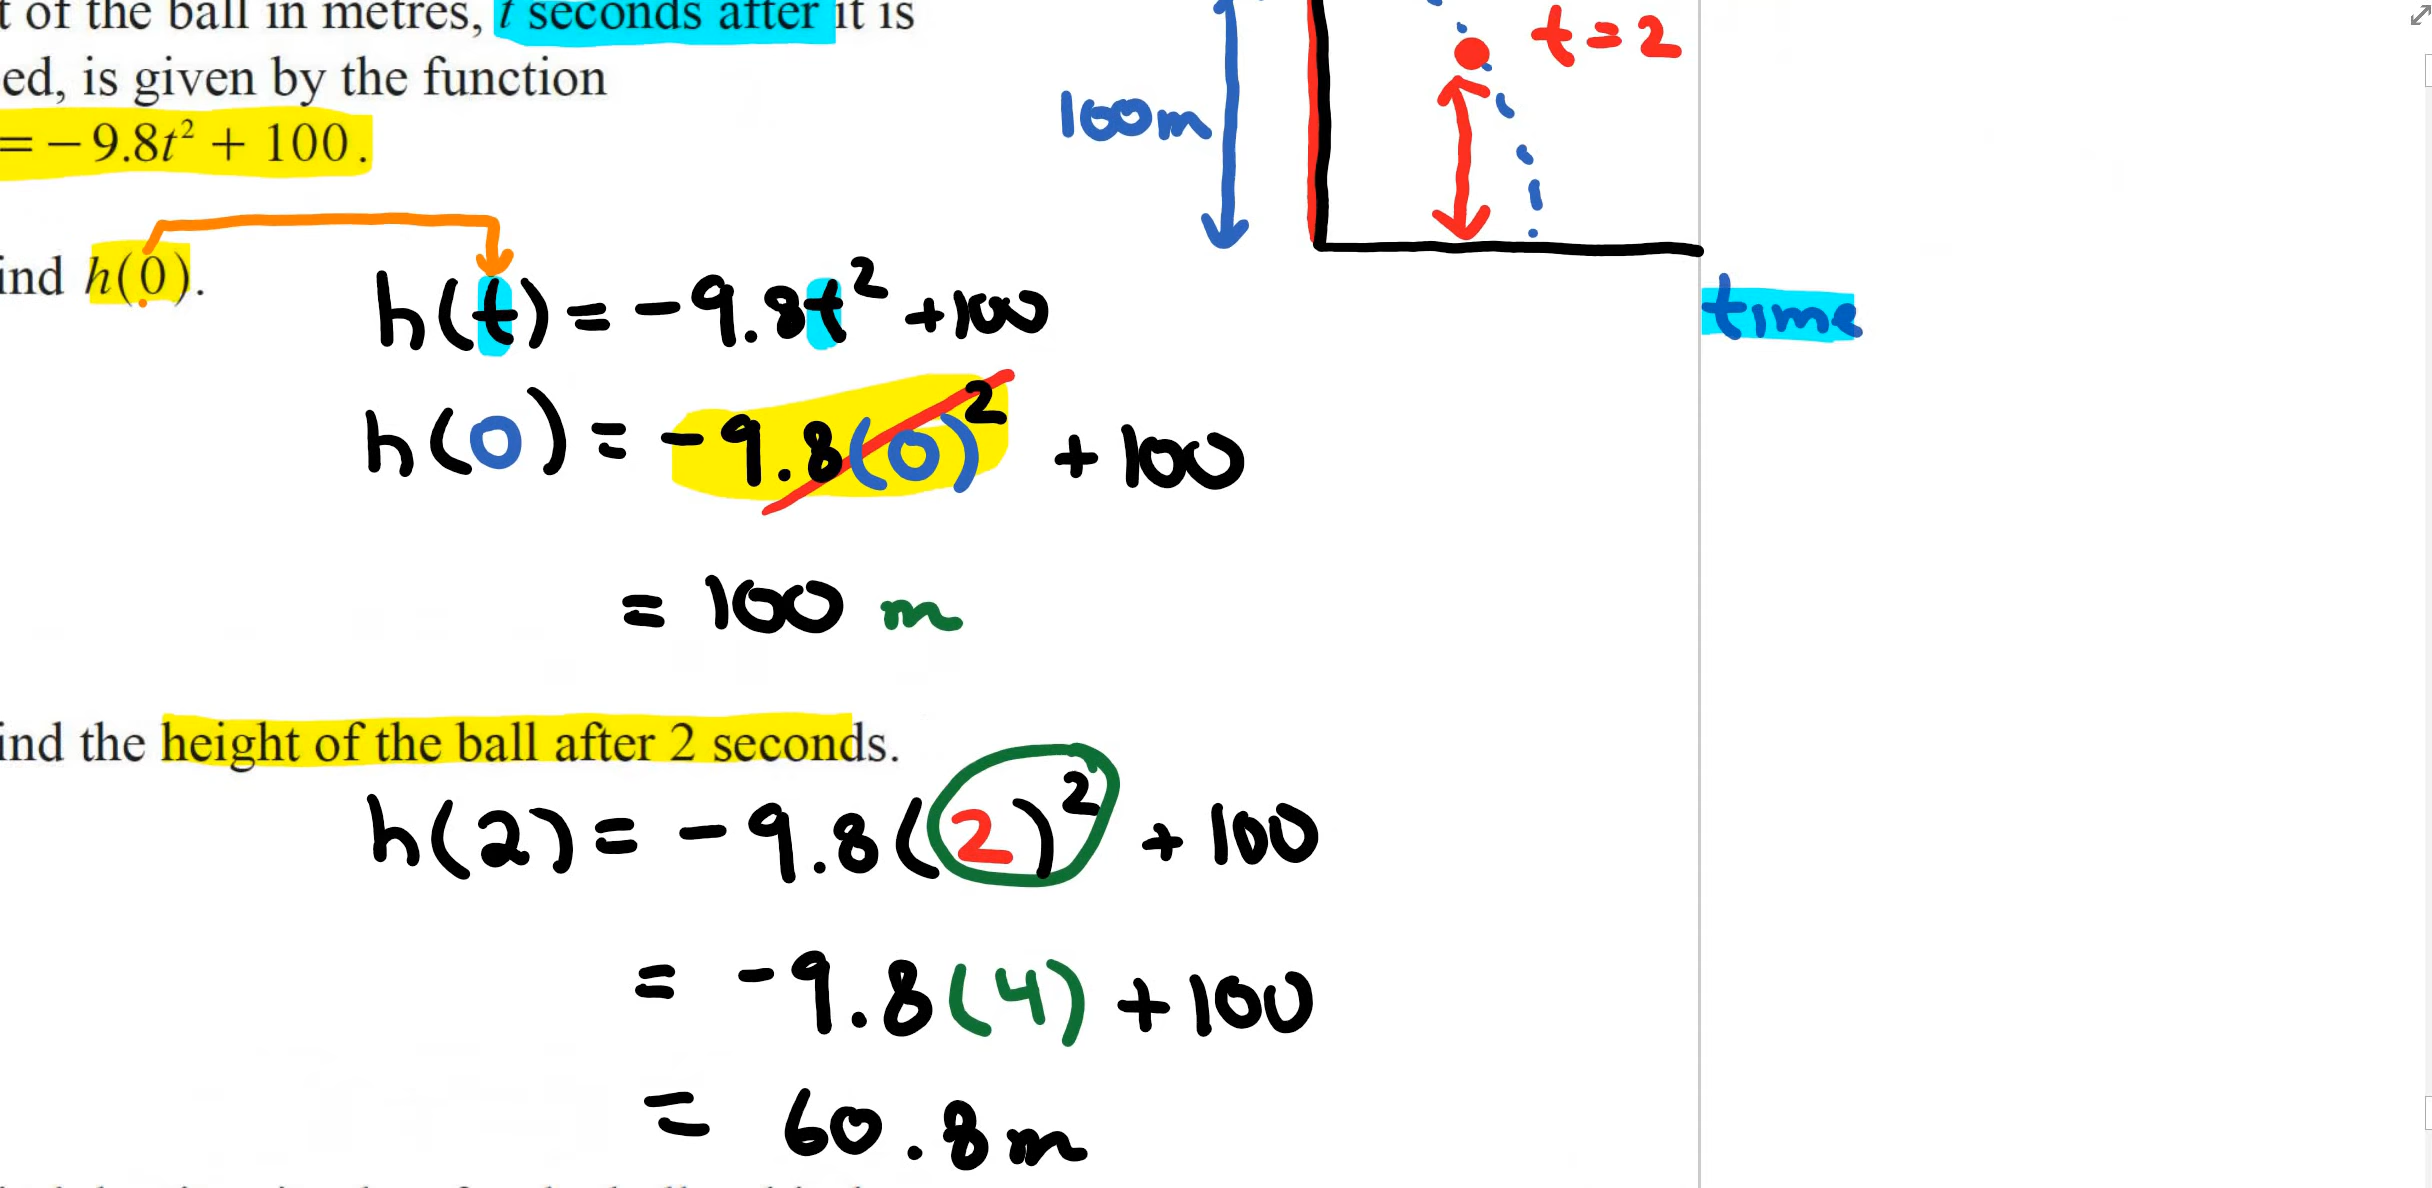 t of the ball in metres, t seconds after it is
ed, is given by the function
= − 9.8t² + 100.
t = 2
100m
ind h(0).
h(t) = −9.8t² +100
time
h(0) = −9.8(0)² + 100
= 100 m
ind the height of the ball after 2 seconds.
h(2) = −9.8(2)² + 100
= −9.8(4) + 100
= 60.8m